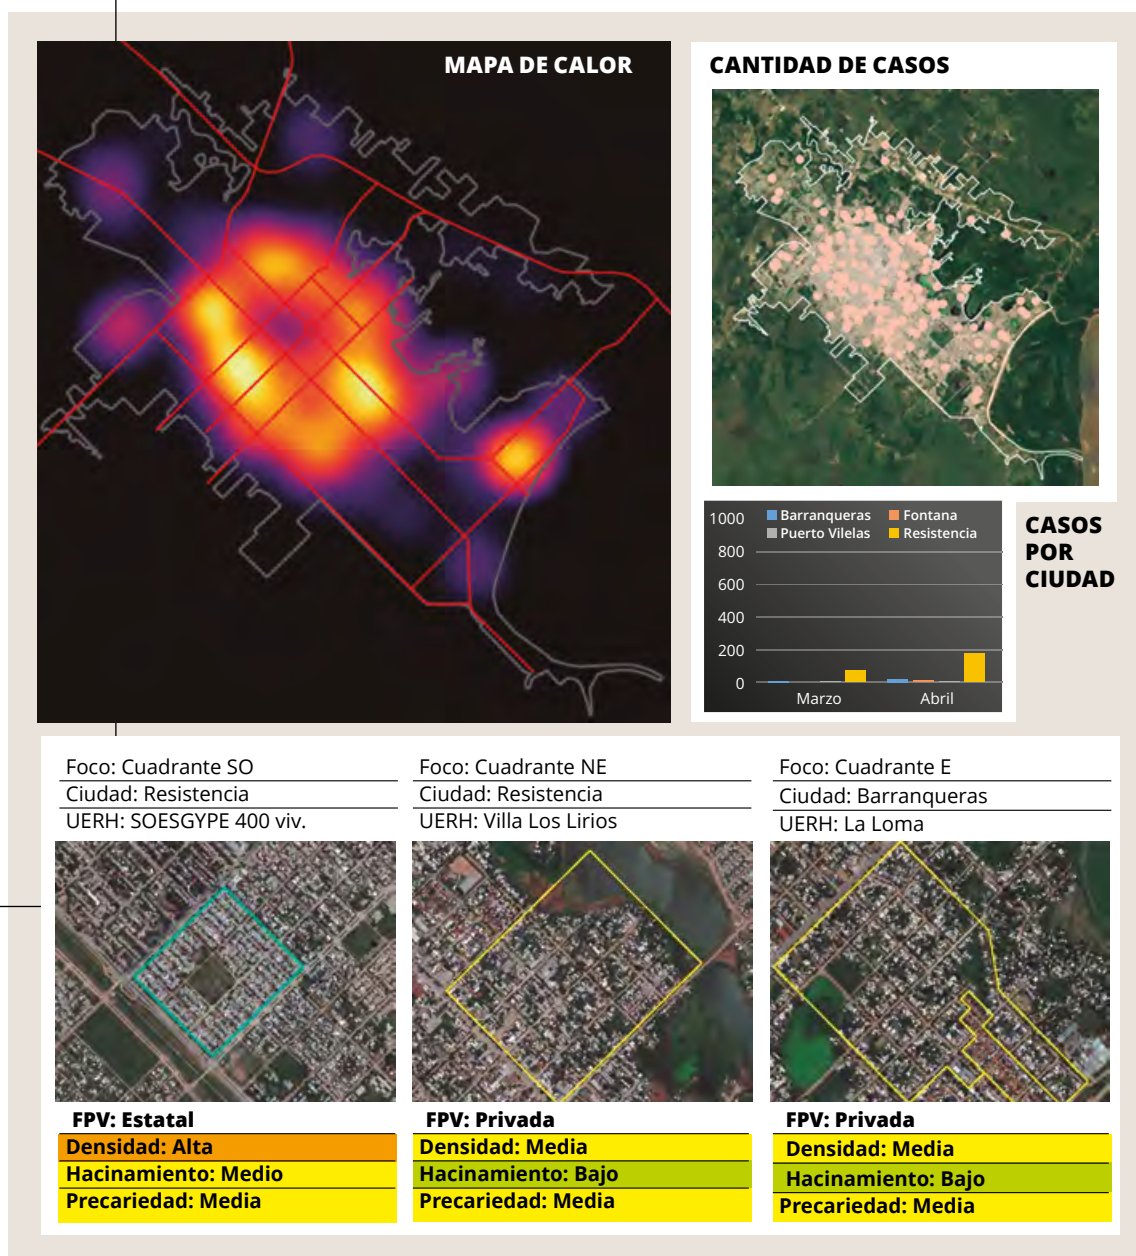 MAPA DE CALOR
CANTIDAD DE CASOS
1000
800
600
400
200
0
Barranqueras
Fontana
Puerto Vilelas
Resistencia
Marzo
Abril
CASOS
POR
CIUDAD
Foco: Cuadrante SO
Ciudad: Resistencia
UERH: SOESGYPE 400 viv.
FPV: Estatal
Densidad: Alta
Hacinamiento: Medio
Precariedad: Media
Foco: Cuadrante NE
Ciudad: Resistencia
UERH: Villa Los Lirios
FPV: Privada
Densidad: Media
Hacinamiento: Bajo
Precariedad: Media
Foco: Cuadrante E
Ciudad: Barranqueras
UERH: La Loma
FPV: Privada
Densidad: Media
Hacinamiento: Bajo
Precariedad: Media